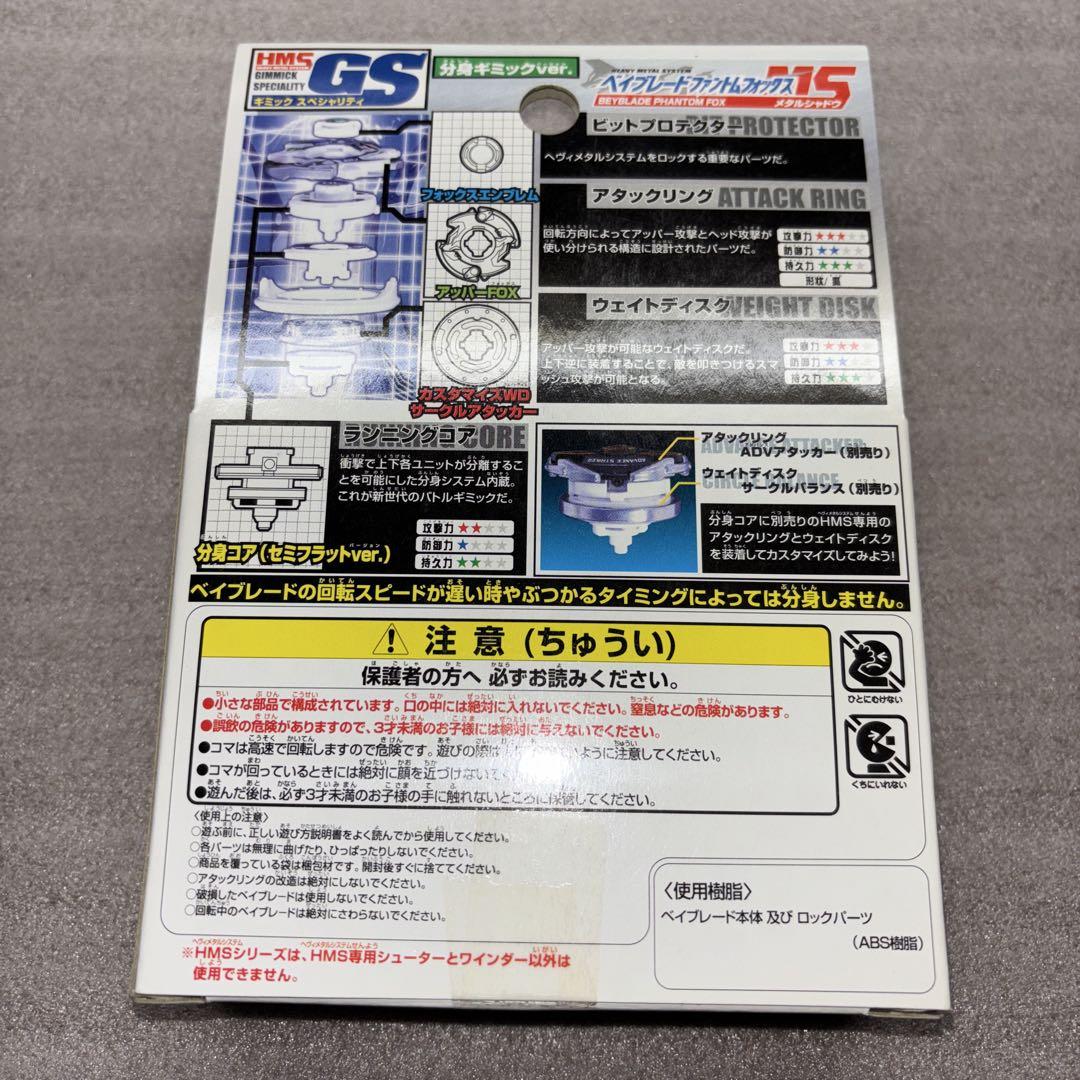 HMS
HEAVY METAL SYSTEM
GIMMICK
SPECIALITY
GS
ギミック スペシャリティ
分身ギミックver.
HEAVY METAL SYSTEM
ベイブレードファントムフォックスMS
BEYBLADE PHANTOM FOX
メタルシャドウ
フォックスエンブレム
アッパーFOX
カスタマイズWD
サークルアタッカー
ビットプロテクター PROTECTOR
ヘヴィメタルシステムをロックする重要なパーツだ。
アタックリング ATTACK RING
回転方向によってアッパー攻撃とヘッド攻撃が
使い分けられる構造に設計されたパーツだ。
攻撃力 ★★★☆☆
防御力 ★★☆☆☆
持久力 ★★★★☆
形状/裏
ウェイトディスク WEIGHT DISK
アッパー攻撃が可能なウェイトディスクだ。
上下逆に装着することで、敵を叩きつけるスマ
ッシュ攻撃が可能となる。
攻撃力 ★★★☆☆
防御力 ★★☆☆☆
持久力 ★★★☆☆
ランニングコア CORE
衝撃で上下各ユニットが分離するこ
とを可能にした分身システム内蔵。
これが新世代のバトルギミックだ。
攻撃力 ★★☆☆☆
防御力 ★☆☆☆☆
持久力 ★★☆☆☆
分身コア(セミフラットver.)
アタックリング
ADVアタッカー(別売り)
ウェイトディスク
サークルバランス(別売り)
分身コアに別売りのHMS専用の
アタックリングとウェイトディスク
を装着してカスタマイズしてみよう!
ベイブレードの回転スピードが遅い時やぶつかるタイミングによっては分身しません。
注意(ちゅうい)
保護者の方へ 必ずお読みください。
●小さな部品で構成されています。口の中には絶対に入れないでください。窒息などの危険があります。
●誤飲の危険がありますので、3才未満のお子様には絶対に与えないでください。
●コマは高速で回転しますので危険です。遊びの際は ように注意してください。
●コマが回っているときには絶対に顔を近づけない ください。
●遊んだ後は、必ず3才未満のお子様の手に触れないところに保管してください。
ひとにむけない
くちにいれない
〈使用上の注意〉
○遊ぶ前に、正しい遊び方説明書をよく読んでから使用してください。
○各パーツは無理に曲げたり、ひっぱったりしないでください。
○商品を覆っている袋は梱包材です。開封後すぐに捨ててください。
○アタックリングの改造は絶対にしないでください。
○破損したベイブレードは使用しないでください。
○回転中のベイブレードは絶対にさわらないでください。
※HMSシリーズは、HMS専用シューターとワインダー以外は
使用できません。
〈使用樹脂〉
ベイブレード本体 及び ロックパーツ
(ABS樹脂)